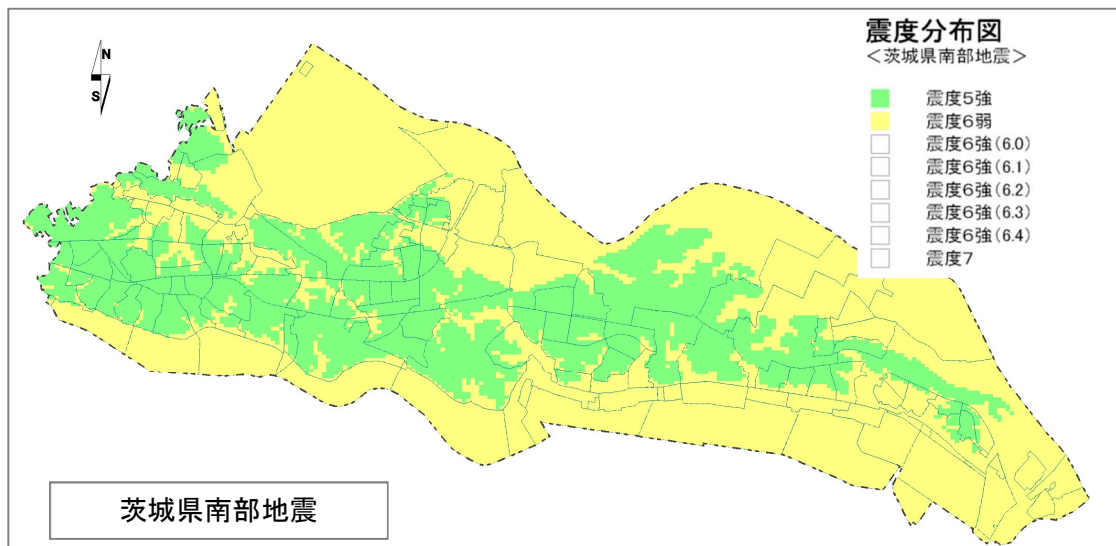 震度分布図
＜茨城県南部地震＞
N
S
震度5強
震度6弱
震度6強(6.0)
震度6強(6.1)
震度6強(6.2)
震度6強(6.3)
震度6強(6.4)
震度7
茨城県南部地震